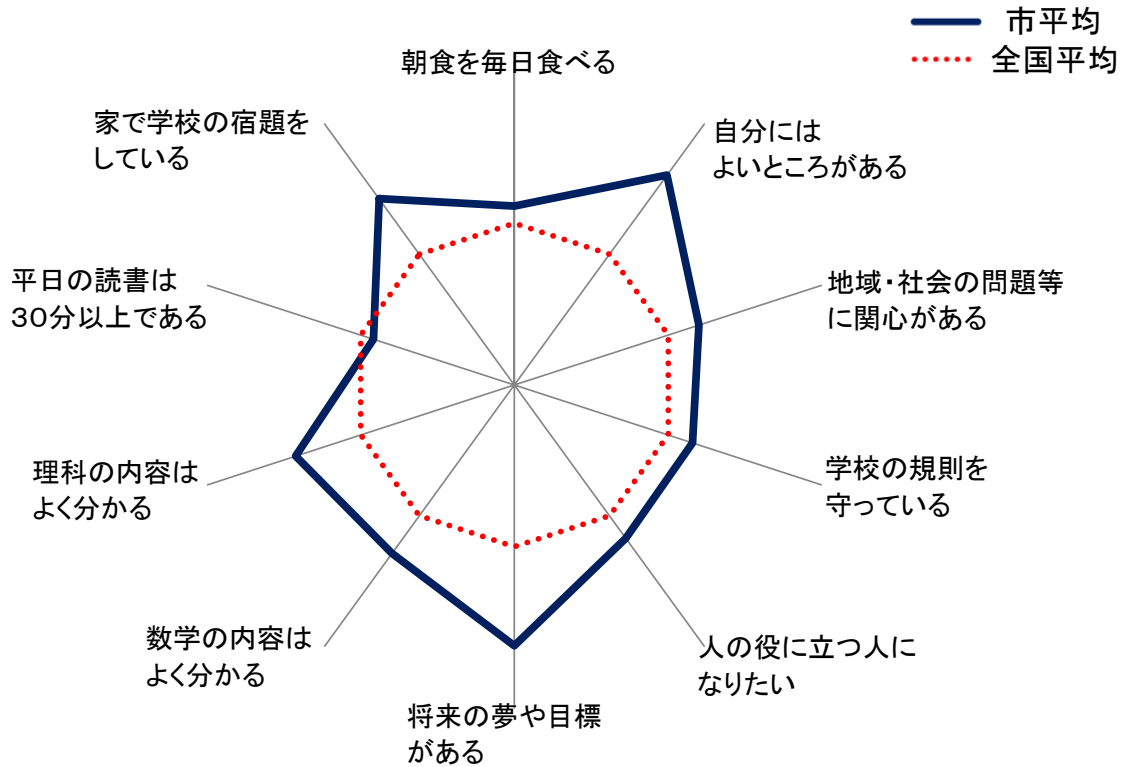 市平均
全国平均
朝食を毎日食べる
自分には
よいところがある
地域・社会の問題等
に関心がある
学校の規則を
守っている
人の役に立つ人に
なりたい
将来の夢や目標
がある
数学の内容は
よく分かる
理科の内容は
よく分かる
平日の読書は
30分以上である
家で学校の宿題を
している